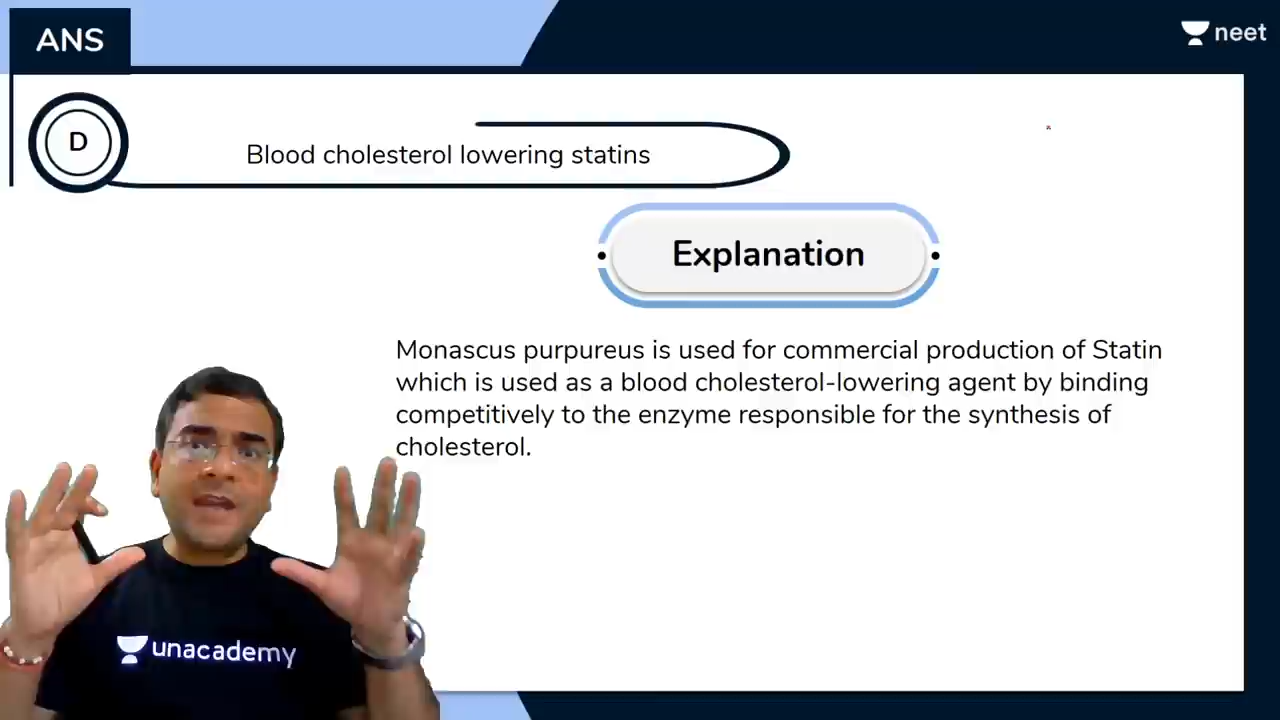 ANS
neet
D
Blood cholesterol lowering statins
Explanation
Monascus purpureus is used for commercial production of Statin
which is used as a blood cholesterol-lowering agent by binding
competitively to the enzyme responsible for the synthesis of
cholesterol.
unacademy